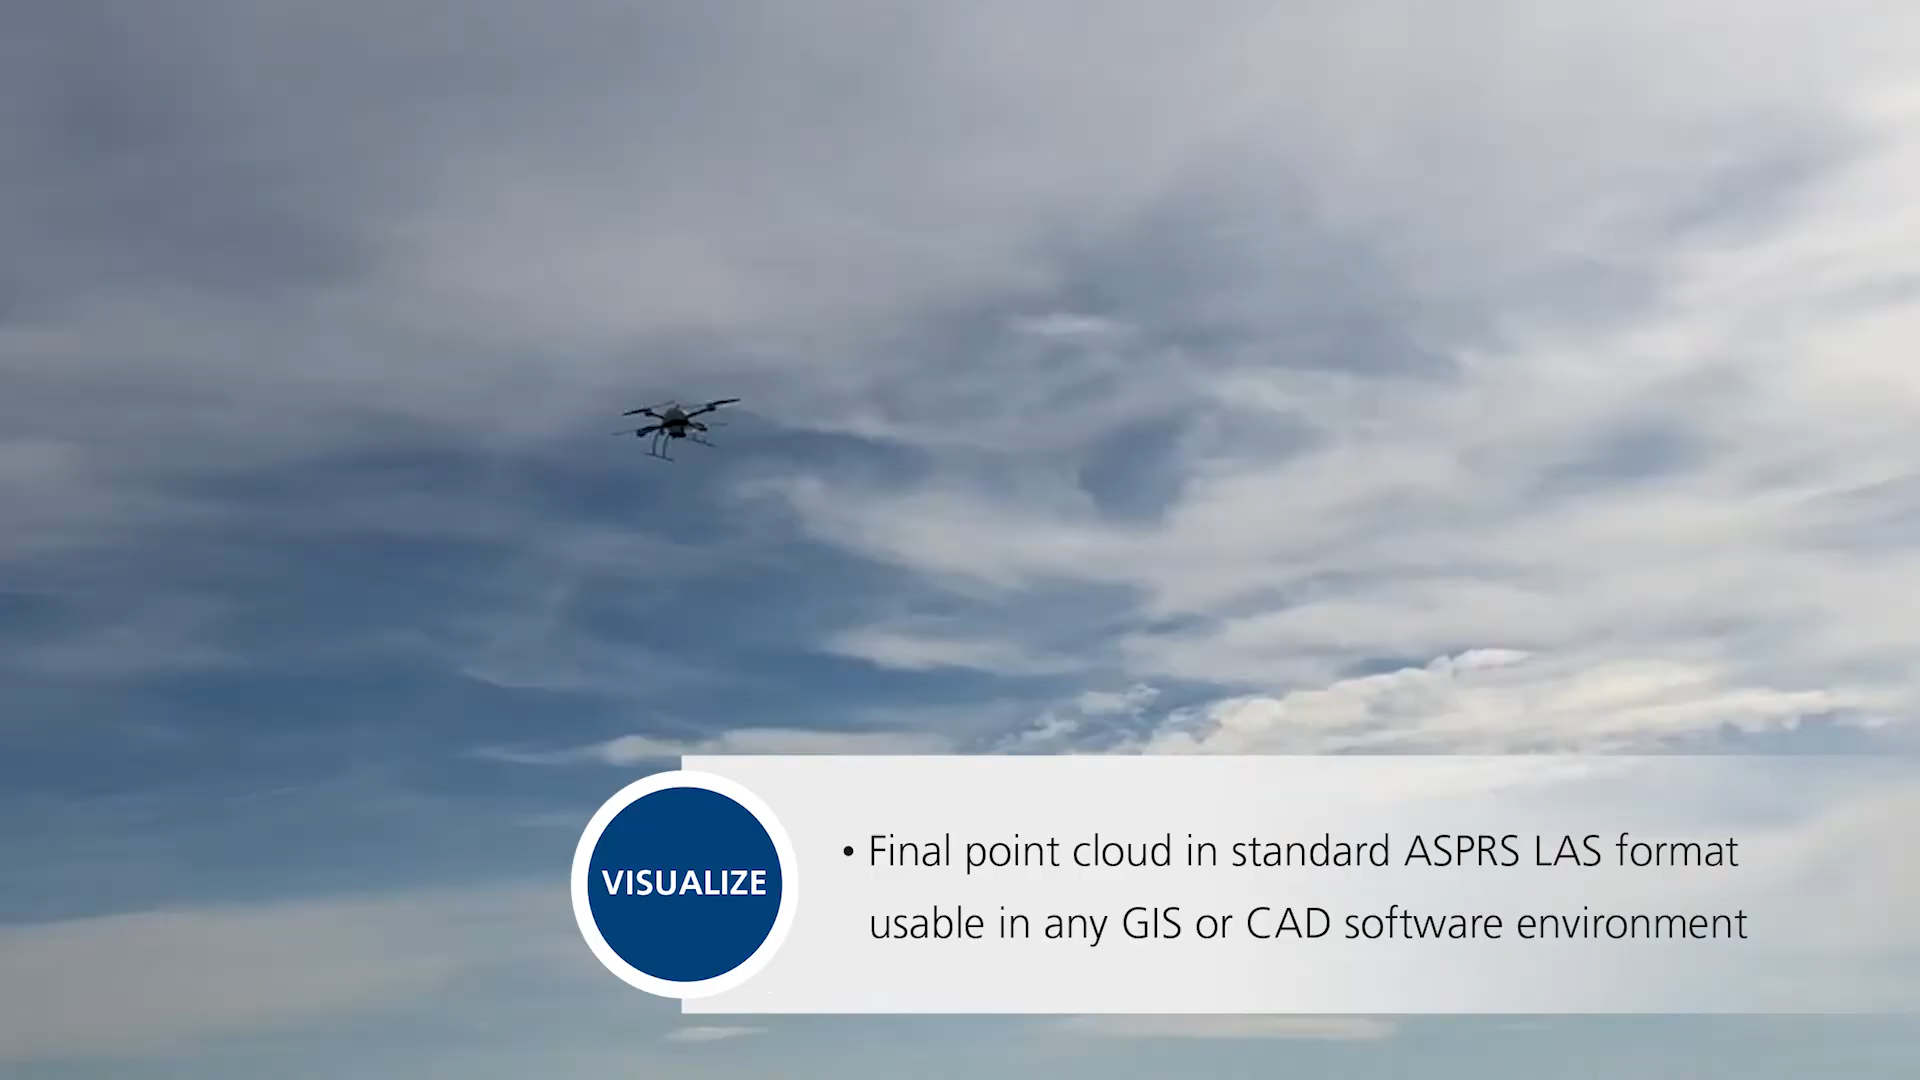 VISUALIZE
• Final point cloud in standard ASPRS LAS format
usable in any GIS or CAD software environment